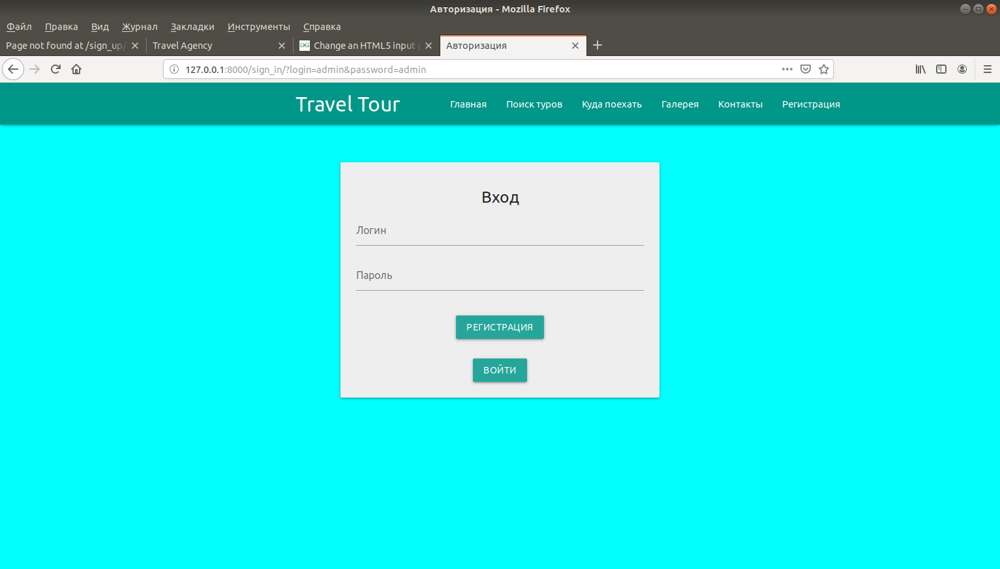 Авторизация - Mozilla Firefox
Файл Правка Вид Журнал Закладки Инструменты Справка
Page not found at /sign_up/ Travel Agency Change an HTML5 input Авторизация
127.0.0.1:8000/sign_in/?login=admin&password=admin
Travel Tour Главная Поиск туров Куда поехать Галерея Контакты Регистрация
Вход
Логин
Пароль
РЕГИСТРАЦИЯ
ВОЙТИ